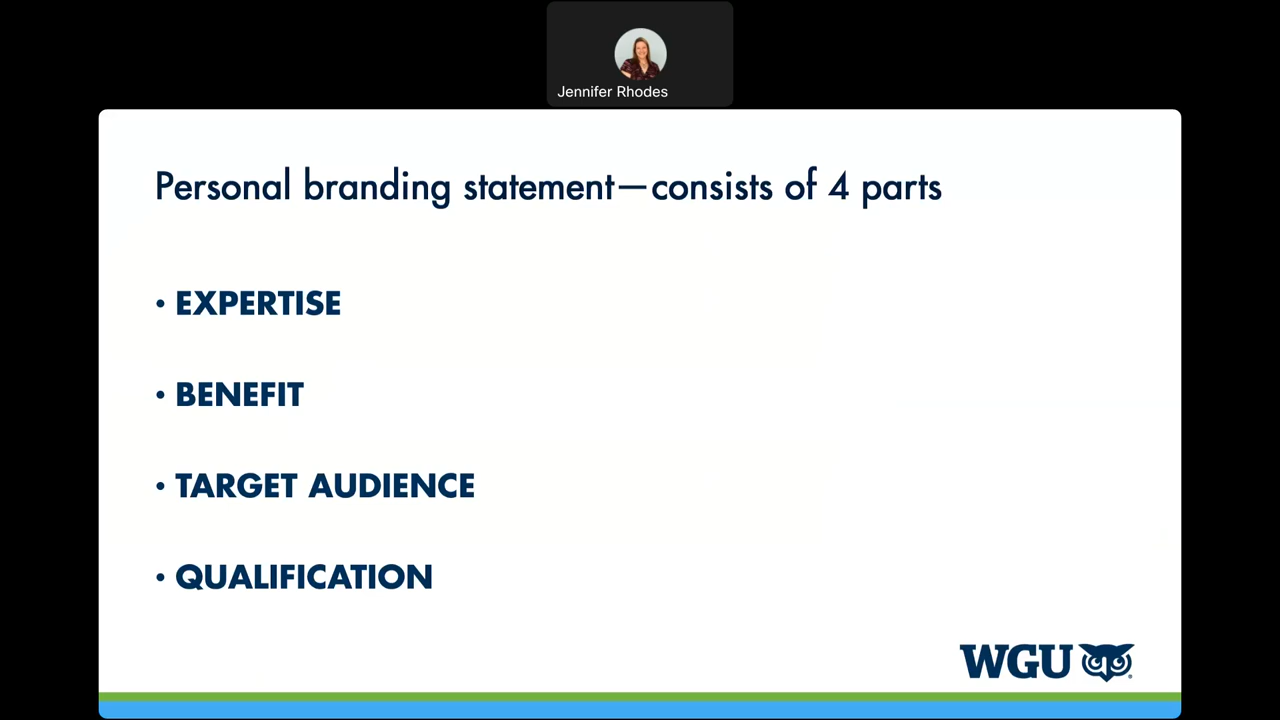 Jennifer Rhodes
Personal branding statement—consists of 4 parts
• EXPERTISE
• BENEFIT
• TARGET AUDIENCE
• QUALIFICATION
WGU